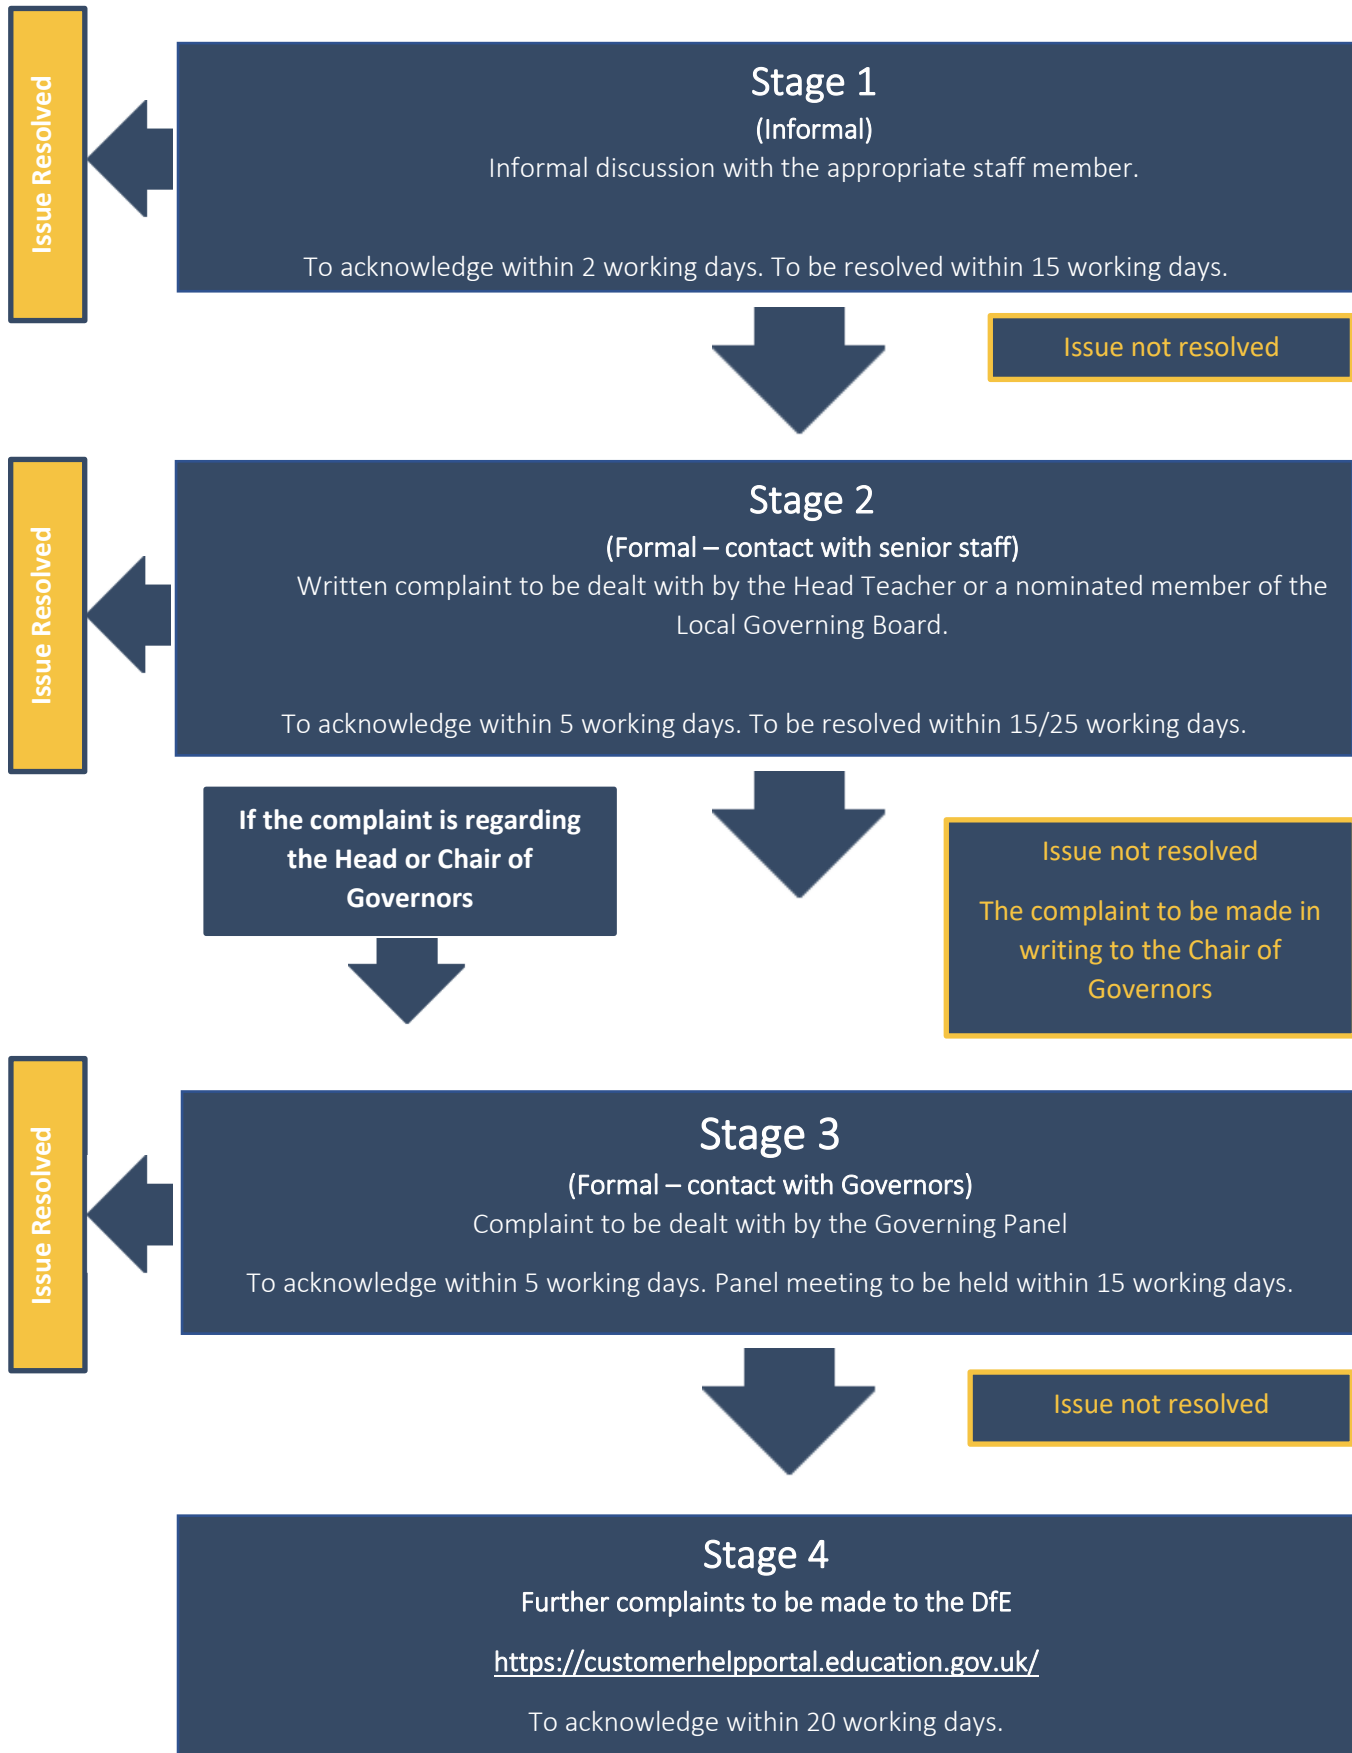 Issue Resolved
Stage 1
(Informal)
Informal discussion with the appropriate staff member.
To acknowledge within 2 working days. To be resolved within 15 working days.
Issue not resolved
Issue Resolved
Stage 2
(Formal – contact with senior staff)
Written complaint to be dealt with by the Head Teacher or a nominated member of the
Local Governing Board.
To acknowledge within 5 working days. To be resolved within 15/25 working days.
If the complaint is regarding
the Head or Chair of
Governors
Issue not resolved
The complaint to be made in
writing to the Chair of
Governors
Issue Resolved
Stage 3
(Formal – contact with Governors)
Complaint to be dealt with by the Governing Panel
To acknowledge within 5 working days. Panel meeting to be held within 15 working days.
Issue not resolved
Stage 4
Further complaints to be made to the DfE
https://customerhelpportal.education.gov.uk/
To acknowledge within 20 working days.